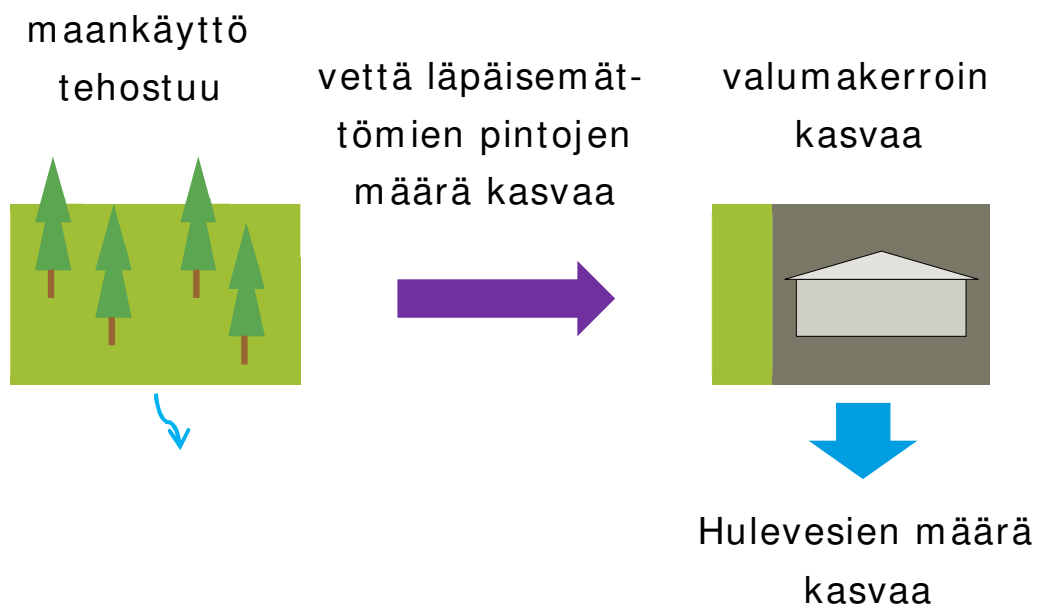 maankäyttö
tehostuu
vettä läpäisemät-
tömien pintojen
määrä kasvaa
valumakerroin
kasvaa
Hulevesien määrä
kasvaa